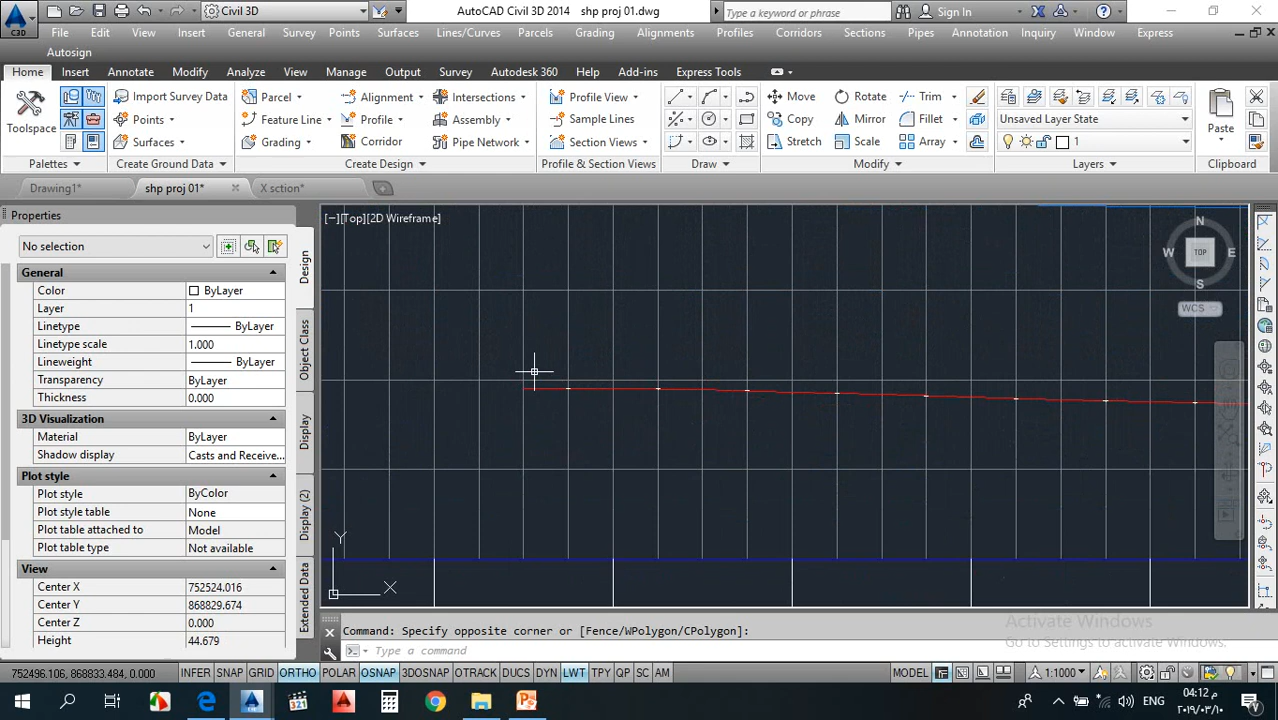 Civil 3D
AutoCAD Civil 3D 2014 shp proj 01.dwg
Type a keyword or phrase
Sign In
C3D
File Edit View Insert General Survey Points Surfaces Lines/Curves Parcels Grading Alignments Profiles Corridors Sections Pipes Annotation Inquiry Window Express
Autosign
Home Insert Annotate Modify Analyze View Manage Output Survey Autodesk 360 Help Add-ins Express Tools
Toolspace
Import Survey Data
Points
Surfaces
Parcel
Feature Line
Grading
Alignment
Profile
Corridor
Intersections
Assembly
Pipe Network
Profile View
Sample Lines
Section Views
Move Rotate Trim
Copy Mirror Fillet
Stretch Scale Array
Unsaved Layer State
1
Paste
Palettes Create Ground Data Create Design Profile & Section Views Draw Modify Layers Clipboard
Drawing1* shp proj 01* X sction*
Properties
No selection
General
Color ByLayer
Layer 1
Linetype ByLayer
Linetype scale 1.000
Lineweight ByLayer
Transparency ByLayer
Thickness 0.000
3D Visualization
Material ByLayer
Shadow display Casts and Receive...
Plot style
Plot style ByColor
Plot style table None
Plot table attached to Model
Plot table type Not available
View
Center X 752524.016
Center Y 868829.674
Center Z 0.000
Height 44.679
Design
Object Class
Display
Display (2)
Extended Data
[−][Top][2D Wireframe]
N
W TOP E
S
WCS
Y
X
Activate Windows
Go to Settings to activate Windows.
Command: Specify opposite corner or [Fence/WPolygon/CPolygon]:
Type a command
752496.106, 868833.484, 0.000 INFER SNAP GRID ORTHO POLAR OSNAP 3DOSNAP OTRACK DUCS DYN LWT TPY QP SC AM MODEL 1:1000
321
ENG
04:12 م
٢٠١٩/٠٣/١٠